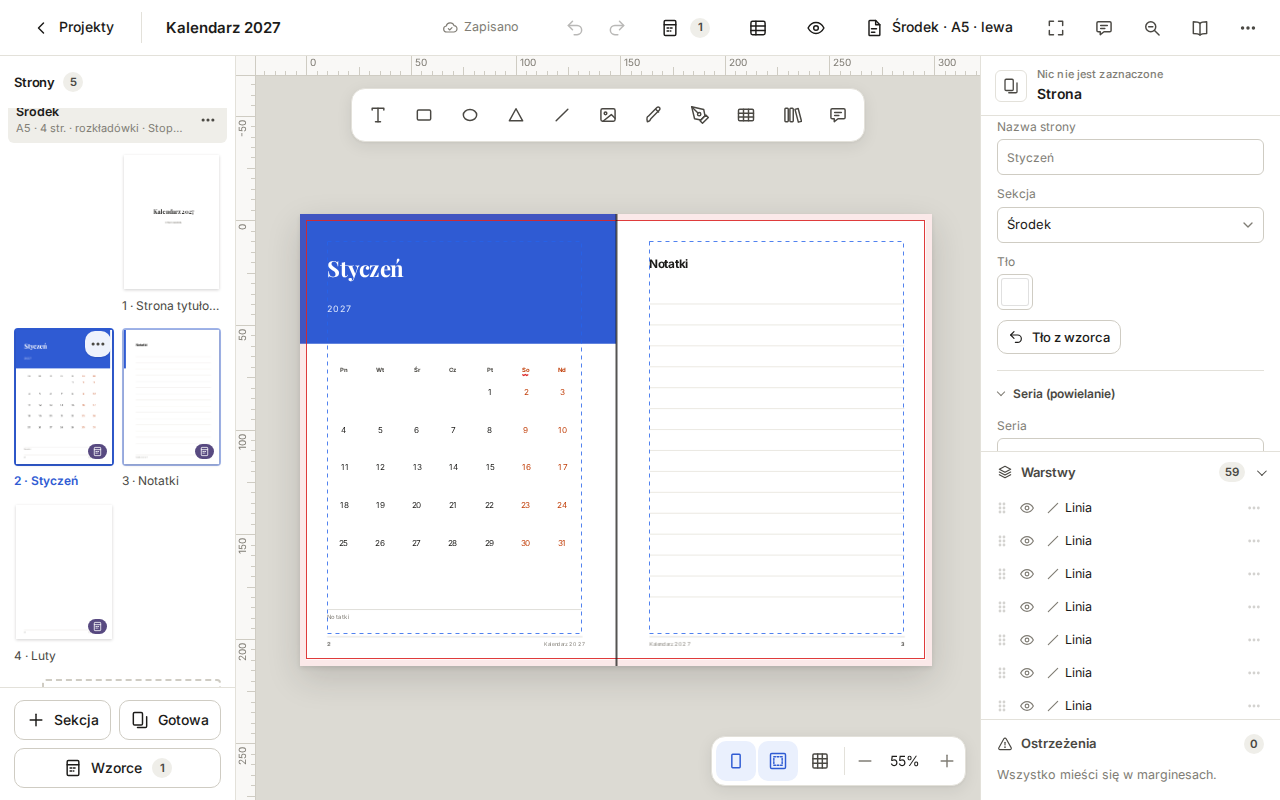 Projekty
Kalendarz 2027
Zapisano
1
Środek · A5 · lewa
Strony 5
Środek
A5 · 4 str. · rozkładówki · Stop…
Kalendarz 2027
1 · Strona tytuło…
Styczeń
Notatki
2 · Styczeń
3 · Notatki
4 · Luty
Sekcja
Gotowa
Wzorce 1
0 50 100 150 200 250 300
-50
0
50
100
150
200
250
Styczeń
2027
Pn Wt Śr Cz Pt So Nd
1 2 3
4 5 6 7 8 9 10
11 12 13 14 15 16 17
18 19 20 21 22 23 24
25 26 27 28 29 30 31
Notatki
2 Kalendarz 2027
Notatki
Kalendarz 2027 3
55%
Nic nie jest zaznaczone
Strona
Nazwa strony
Styczeń
Sekcja
Środek
Tło
Tło z wzorca
Seria (powielanie)
Seria
Warstwy 59
Linia
Linia
Linia
Linia
Linia
Linia
Linia
Ostrzeżenia 0
Wszystko mieści się w marginesach.